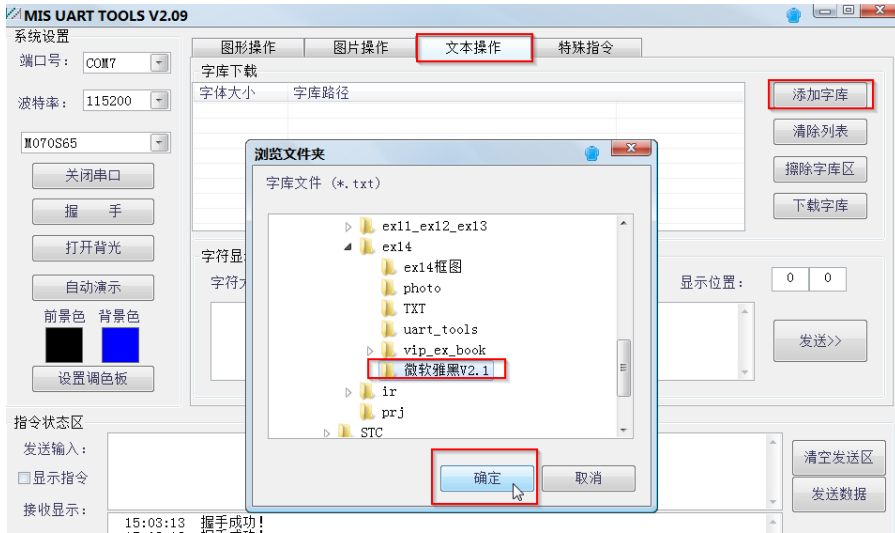 MIS UART TOOLS V2.09
系统设置
端口号： COM7
波特率： 115200
M070S65
关闭串口
握 手
打开背光
自动演示
前景色 背景色
设置调色板
图形操作 图片操作 文本操作 特殊指令
字库下载
字体大小 字库路径
添加字库
清除列表
擦除字库区
下载字库
浏览文件夹
字库文件 (*.txt)
ex11_ex12_ex13
ex14
ex14框图
photo
TXT
uart_tools
vip_ex_book
微软雅黑V2.1
ir
prj
STC
确定 取消
字符显
字符大
显示位置： 0 0
发送>>
指令状态区
发送输入：
显示指令
接收显示：
清空发送区
发送数据
15:03:13 握手成功!